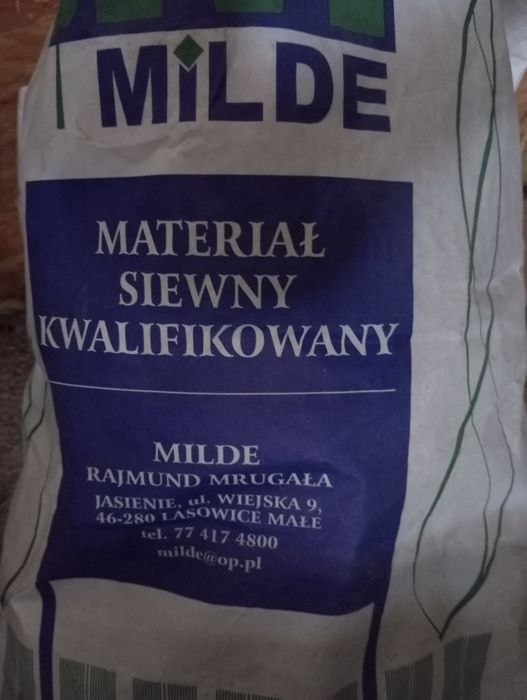 MiLDE
MATERIAŁ
SIEWNY
KWALIFIKOWANY
MILDE
RAJMUND MRUGAŁA
JASIENIE, ul. WIEJSKA 9,
46-280 LASOWICE MAŁE
tel. 77 417 4800
milde@op.pl